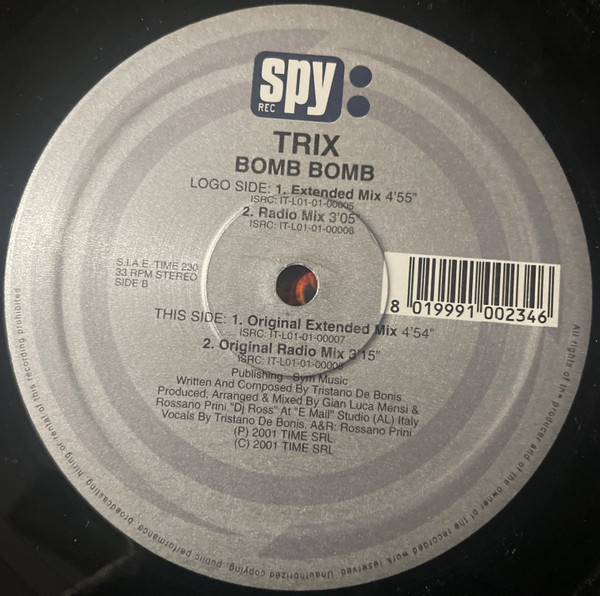 spy:
REC
TRIX
BOMB BOMB
LOGO SIDE: 1. Extended Mix 4'55"
ISRC: IT-L01-01-00005
2. Radio Mix 3'05"
ISRC: IT-L01-01-00006
S.I.A.E. TIME 230
33 RPM STEREO
SIDE B
8 019991 002346
THIS SIDE: 1. Original Extended Mix 4'54"
ISRC: IT-L01-01-00007
2. Original Radio Mix 3'15"
ISRC: IT-L01-01-00008
Publishing Sym Music
Written And Composed By Tristano De Bonis
Produced, Arranged & Mixed By Gian Luca Mensi &
Rossano Prini "Dj Ross" At "E Mail" Studio (AL) Italy
Vocals By Tristano De Bonis, A&R: Rossano Prini
(P) 2001 TIME SRL
(C) 2001 TIME SRL
All rights of the producer and of the owner of the recorded work reserved. Unauthorized copying, public performance, broadcasting, hiring or rental of this recording prohibited